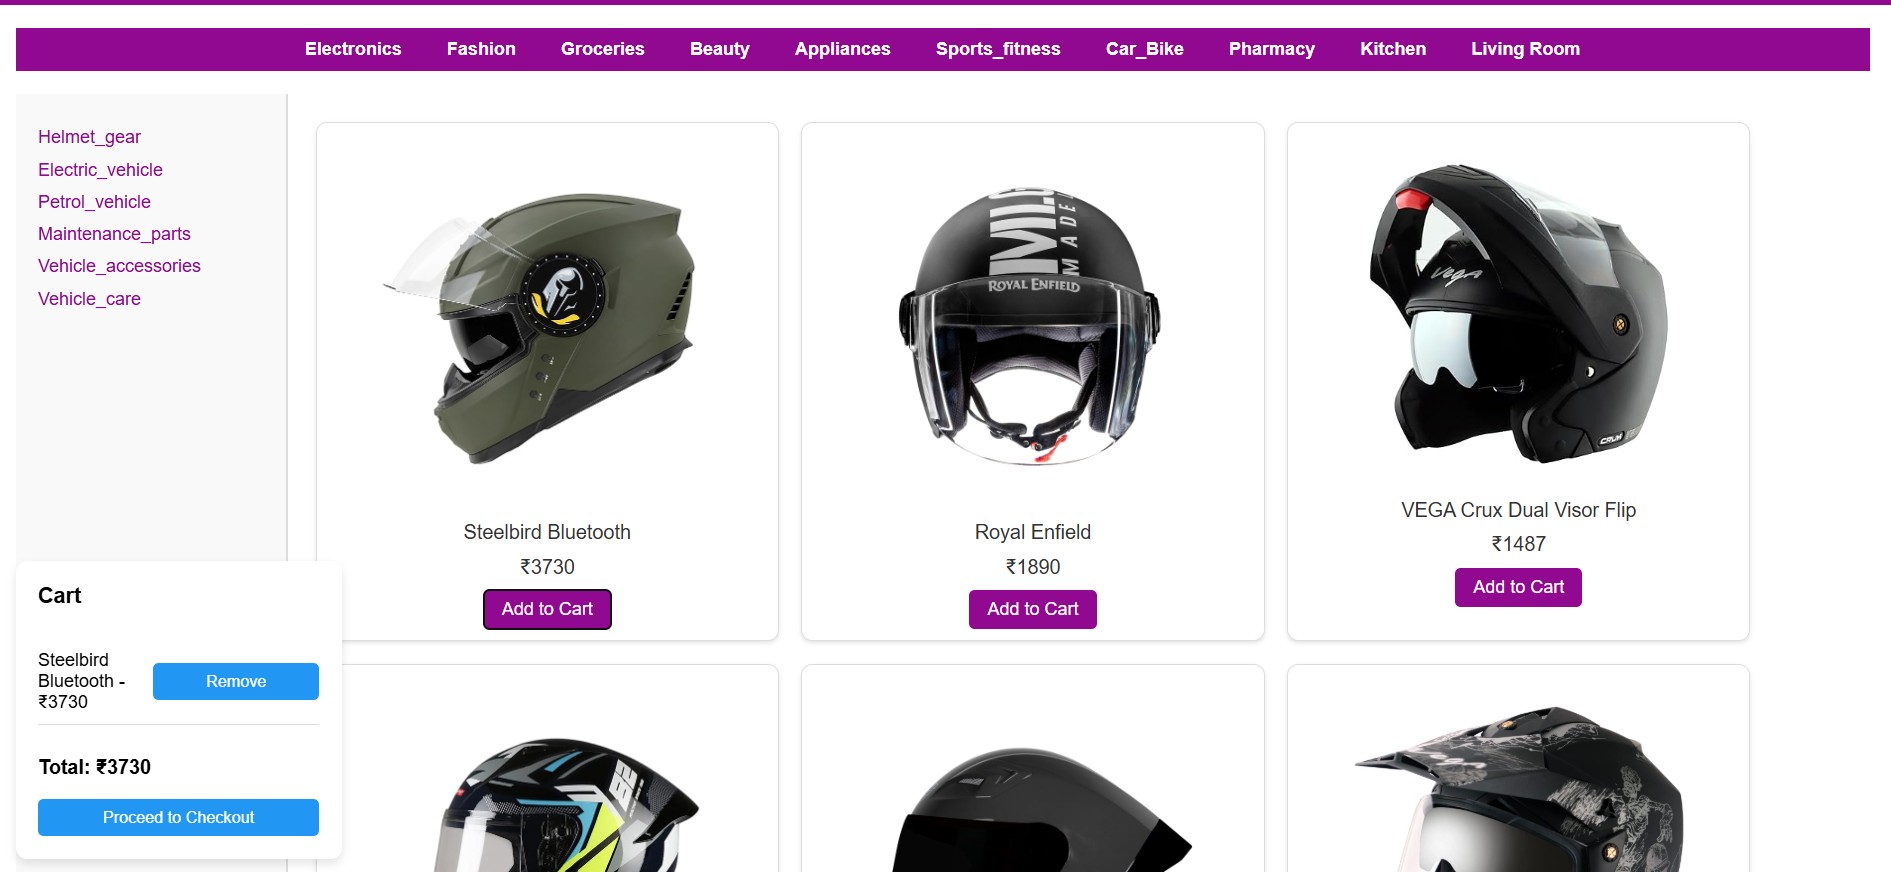 Electronics Fashion Groceries Beauty Appliances Sports_fitness Car_Bike Pharmacy Kitchen Living Room
Helmet_gear
Electric_vehicle
Petrol_vehicle
Maintenance_parts
Vehicle_accessories
Vehicle_care
MADE
ROYAL ENFIELD
Vega
CRUX
Steelbird Bluetooth
₹3730
Add to Cart
Royal Enfield
₹1890
Add to Cart
VEGA Crux Dual Visor Flip
₹1487
Add to Cart
Cart
Steelbird
Bluetooth -
₹3730
Remove
Total: ₹3730
Proceed to Checkout
Vega